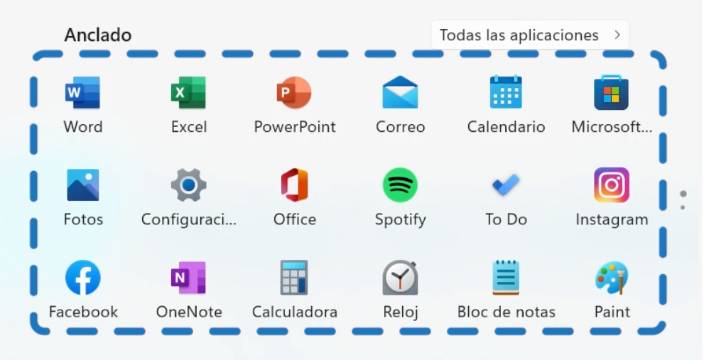 Anclado
Todas las aplicaciones >
W
X
P
Word
Excel
PowerPoint
Correo
Calendario
Microsoft...
Fotos
Configuraci...
Office
Spotify
To Do
Instagram
f
N
Facebook
OneNote
Calculadora
Reloj
Bloc de notas
Paint